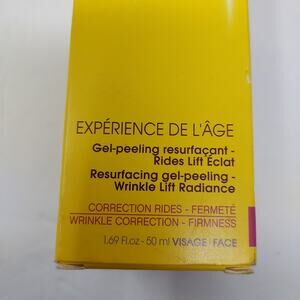 EXPÉRIENCE DE L'ÂGE
Gel-peeling resurfaçant -
Rides Lift Éclat
Resurfacing gel-peeling -
Wrinkle Lift Radiance
CORRECTION RIDES - FERMETÉ
WRINKLE CORRECTION - FIRMNESS
1.69 Fl.oz - 50 ml VISAGE/FACE